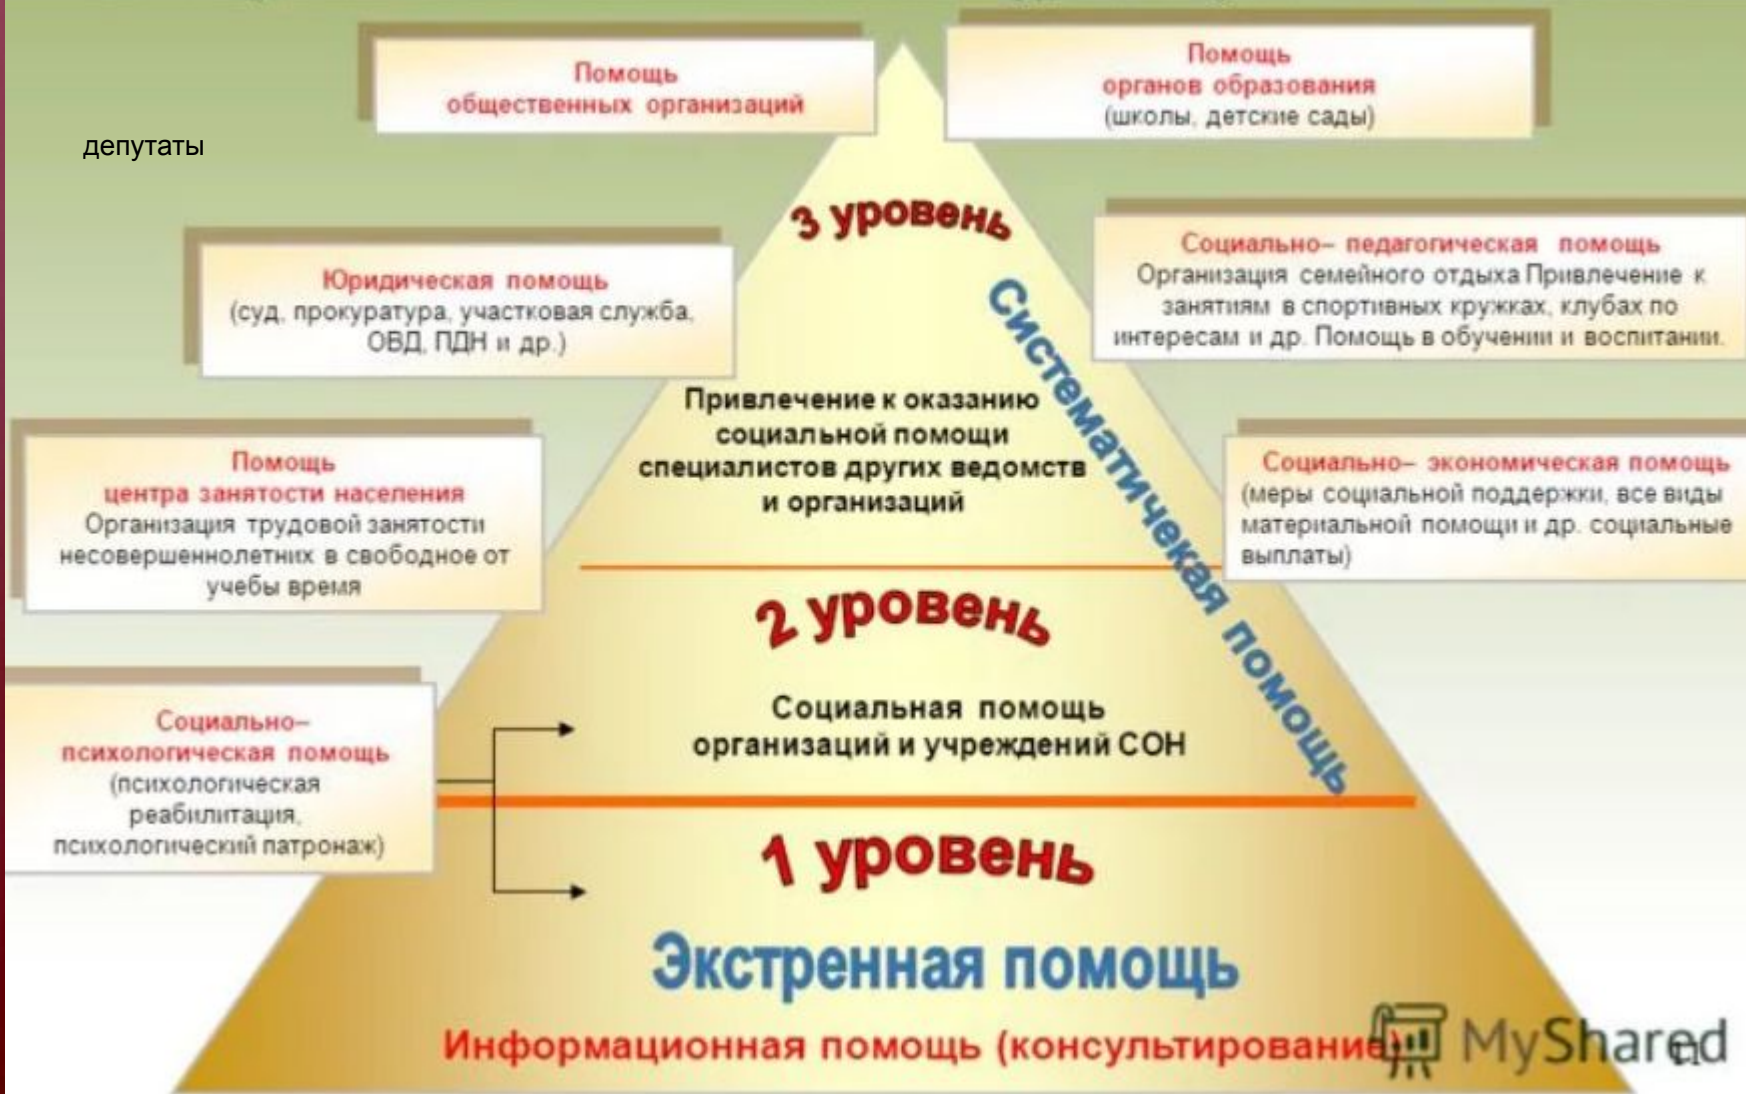 Помощь
общественных организаций
Помощь
органов образования
(школы, детские сады)
депутаты
3 уровень
Юридическая помощь
(суд, прокуратура, участковая служба,
ОВД, ПДН и др.)
Социально– педагогическая помощь
Организация семейного отдыха Привлечение к
занятиям в спортивных кружках, клубах по
интересам и др. Помощь в обучении и воспитании.
Систематичекая помощь
Привлечение к оказанию
социальной помощи
специалистов других ведомств
и организаций
Помощь
центра занятости населения
Организация трудовой занятости
несовершеннолетних в свободное от
учебы время
Социально– экономическая помощь
(меры социальной поддержки, все виды
материальной помощи и др. социальные
выплаты)
2 уровень
Социальная помощь
организаций и учреждений СОН
Социально–
психологическая помощь
(психологическая
реабилитация,
психологический патронаж)
1 уровень
Экстренная помощь
Информационная помощь (консультирование)
MyShared
11